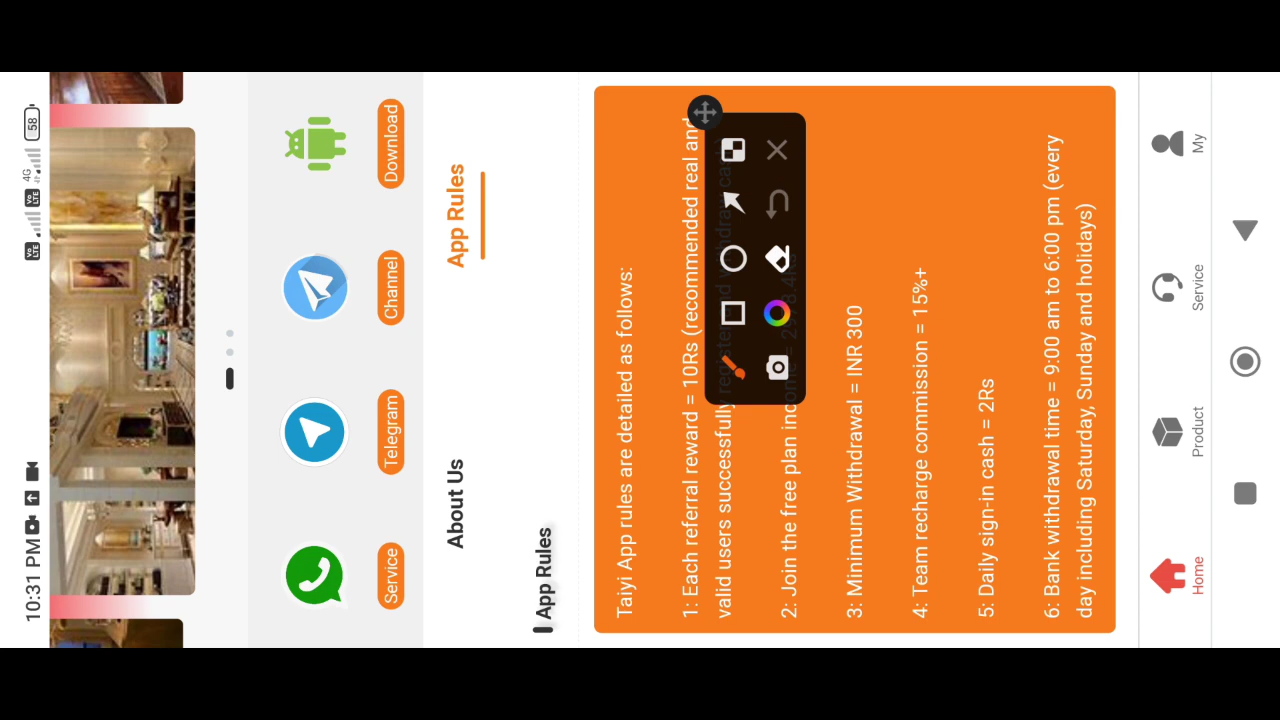 10:31 PM
4G
58
Service
Telegram
Channel
Download
About Us
App Rules
App Rules
Taiyi App rules are detailed as follows:
1: Each referral reward = 10Rs (recommended real and
valid users successfully
2: Join the free plan income =
3: Minimum Withdrawal = INR 300
4: Team recharge commission = 15%+
5: Daily sign-in cash = 2Rs
6: Bank withdrawal time = 9:00 am to 6:00 pm (every
day including Saturday, Sunday and holidays)
Home
Product
Service
My